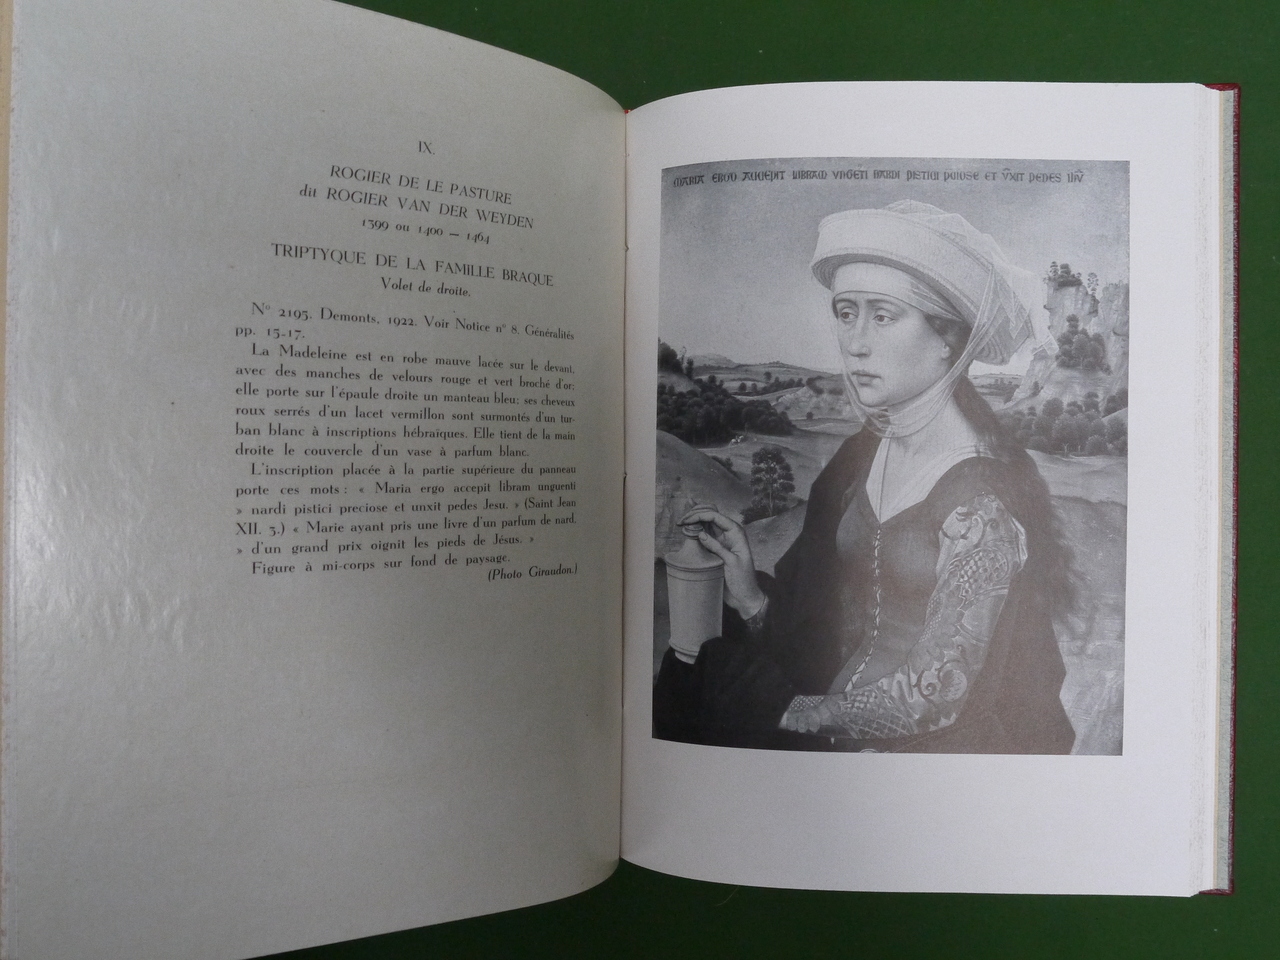 IX.
ROGIER DE LE PASTURE
dit ROGIER VAN DER WEYDEN
1399 ou 1400 — 1464
TRIPTYQUE DE LA FAMILLE BRAQUE
Volet de droite.
N° 2195. Demonts, 1922. Voir Notice n° 8. Généralités
pp. 15-17.
La Madeleine est en robe mauve lacée sur le devant,
avec des manches de velours rouge et vert broché d'or;
elle porte sur l'épaule droite un manteau bleu; ses cheveux
roux serrés d'un lacet vermillon sont surmontés d'un tur-
ban blanc à inscriptions hébraïques. Elle tient de la main
droite le couvercle d'un vase à parfum blanc.
L'inscription placée à la partie supérieure du panneau
porte ces mots : « Maria ergo accepit libram unguenti
» nardi pistici preciose et unxit pedes Jesu. » (Saint Jean
XII. 3.) « Marie ayant pris une livre d'un parfum de nard,
» d'un grand prix oignit les pieds de Jésus. »
Figure à mi-corps sur fond de paysage.
(Photo Giraudon.)
MARIA ERGO ACCEPIT LIBRAM UNGETI NARDI PISTICI